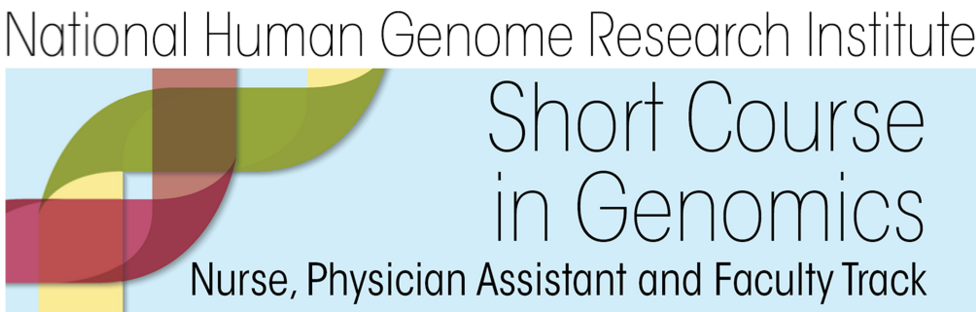 National Human Genome Research Institute
Short Course
in Genomics
Nurse, Physician Assistant and Faculty Track